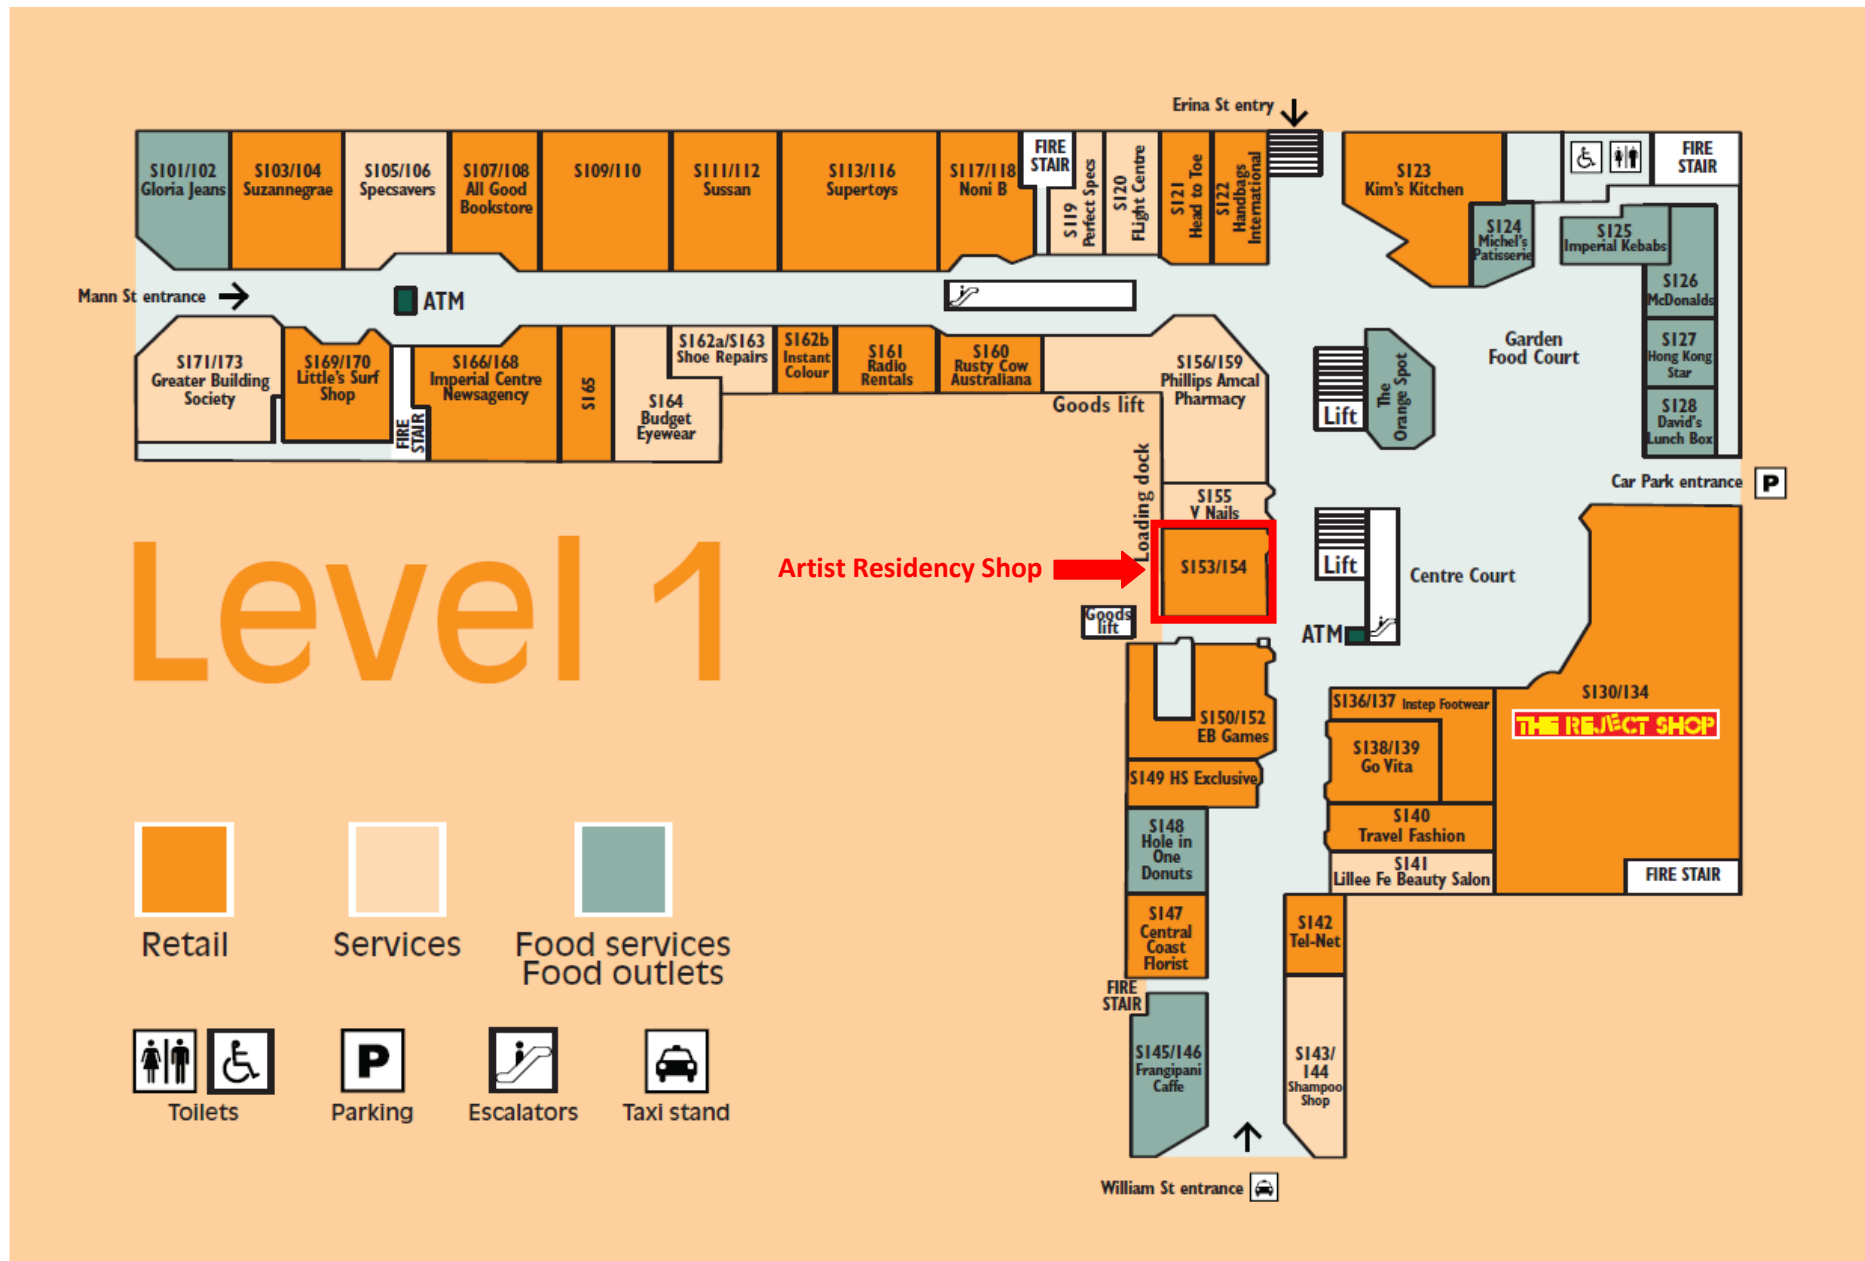 Erina St entry
S101/102
Gloria Jeans
S103/104
Suzannegrae
S105/106
Specsavers
S107/108
All Good
Bookstore
S109/110
S111/112
Sussan
S113/116
Supertoys
S117/118
Noni B
FIRE
STAIR
S119
Perfect Specs
S120
FLight Centre
S121
Head to Toe
S122
Handbags
International
S123
Kim's Kitchen
FIRE
STAIR
S124
Michel's
Patisserie
S125
Imperial Kebabs
S126
McDonalds
S127
Hong Kong
Star
S128
David's
Lunch Box
Garden
Food Court
Mann St entrance
ATM
S171/173
Greater Building
Society
S169/170
Little's Surf
Shop
FIRE
STAIR
S166/168
Imperial Centre
Newsagency
S165
S164
Budget
Eyewear
S162a/S163
Shoe Repairs
S162b
Instant
Colour
S161
Radio
Rentals
S160
Rusty Cow
Australiana
S156/159
Phillips Amcal
Pharmacy
Goods lift
Loading dock
Lift
The
Orange Spot
Car Park entrance
P
S155
V Nails
Level 1
Artist Residency Shop
S153/154
Lift
Centre Court
ATM
Goods
lift
S150/152
EB Games
S149 HS Exclusive
S136/137 Instep Footwear
S138/139
Go Vita
S130/134
THE REJECT SHOP
S140
Travel Fashion
S141
Lillee Fe Beauty Salon
FIRE STAIR
S148
Hole in
One
Donuts
S147
Central
Coast
Florist
S142
Tel-Net
FIRE
STAIR
S145/146
Frangipani
Caffe
S143/
144
Shampoo
Shop
William St entrance
Retail
Services
Food services
Food outlets
P
Toilets
Parking
Escalators
Taxi stand